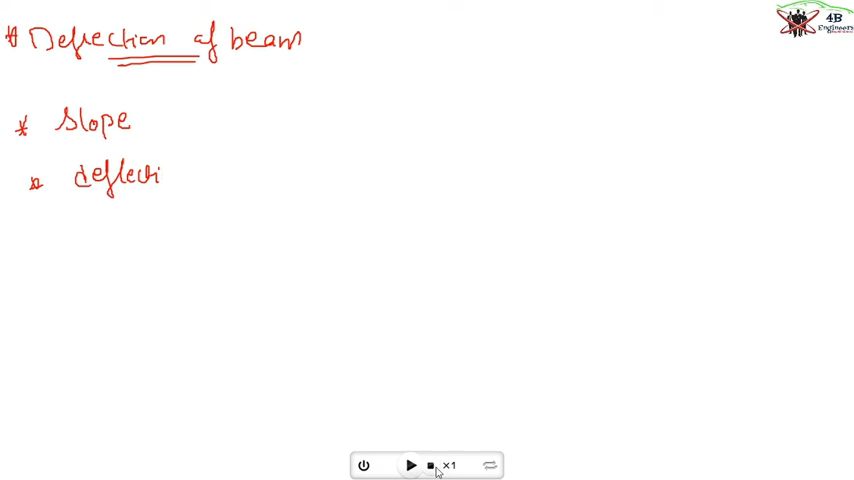 * Deflection of beam
4B
Engineers
* slope
* deflecti
×1